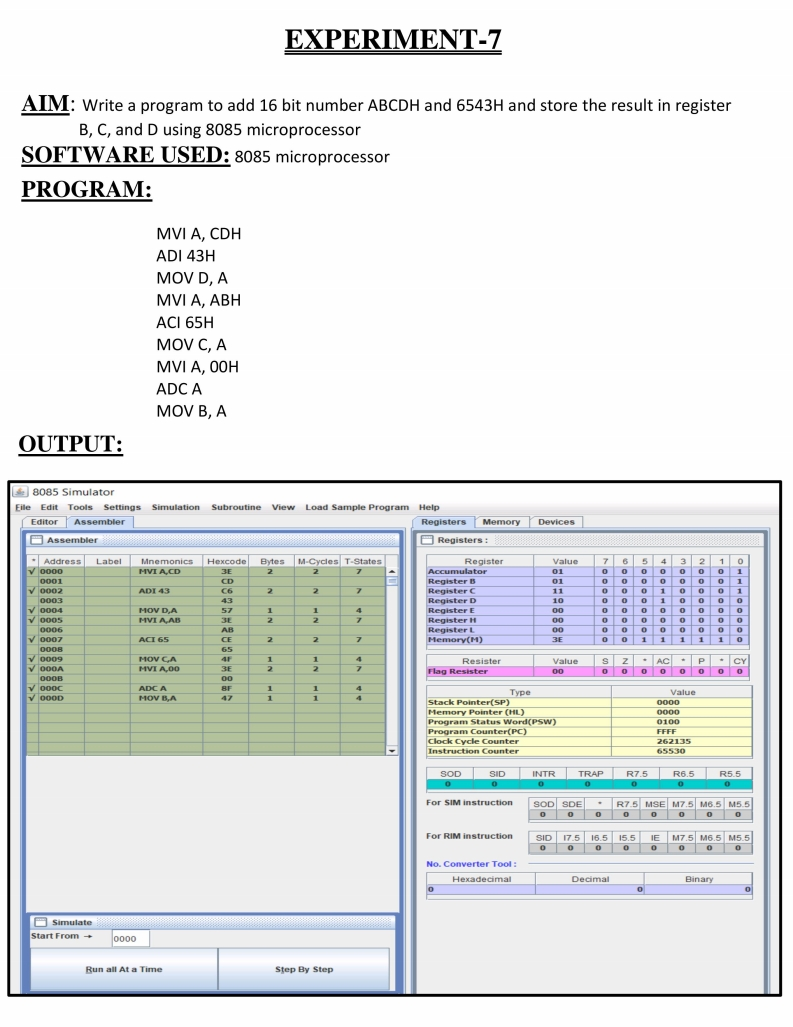 EXPERIMENT-7
AIM: Write a program to add 16 bit number ABCDH and 6543H and store the result in register
B, C, and D using 8085 microprocessor
SOFTWARE USED: 8085 microprocessor
PROGRAM:
MVI A, CDH
ADI 43H
MOV D, A
MVI A, ABH
ACI 65H
MOV C, A
MVI A, 00H
ADC A
MOV B, A
OUTPUT:
8085 Simulator
File Edit Tools Settings Simulation Subroutine View Load Sample Program Help
Editor Assembler
Assembler
* Address Label Mnemonics Hexcode Bytes M-Cycles T-States
√ 0000 MVI A,CD 3E 2 2 7
0001 CD
√ 0002 ADI 43 C6 2 2 7
0003 43
√ 0004 MOV D,A 57 1 1 4
√ 0005 MVI A,AB 3E 2 2 7
0006 AB
√ 0007 ACI 65 CE 2 2 7
0008 65
√ 0009 MOV C,A 4F 1 1 4
√ 000A MVI A,00 3E 2 2 7
000B 00
√ 000C ADC A 8F 1 1 4
√ 000D MOV B,A 47 1 1 4
Simulate
Start From → 0000
Run all At a Time Step By Step
Registers Memory Devices
Registers :
Register Value 7 6 5 4 3 2 1 0
Accumulator 01 0 0 0 0 0 0 0 1
Register B 01 0 0 0 0 0 0 0 1
Register C 11 0 0 0 1 0 0 0 1
Register D 10 0 0 0 1 0 0 0 0
Register E 00 0 0 0 0 0 0 0 0
Register H 00 0 0 0 0 0 0 0 0
Register L 00 0 0 0 0 0 0 0 0
Memory(M) 3E 0 0 1 1 1 1 1 0
Resister Value S Z * AC * P * CY
Flag Resister 00 0 0 0 0 0 0 0 0
Type Value
Stack Pointer(SP) 0000
Memory Pointer (HL) 0000
Program Status Word(PSW) 0100
Program Counter(PC) FFFF
Clock Cycle Counter 262135
Instruction Counter 65530
SOD SID INTR TRAP R7.5 R6.5 R5.5
0 0 0 0 0 0 0
For SIM instruction SOD SDE * R7.5 MSE M7.5 M6.5 M5.5
0 0 0 0 0 0 0 0
For RIM instruction SID I7.5 I6.5 I5.5 IE M7.5 M6.5 M5.5
0 0 0 0 0 0 0 0
No. Converter Tool :
Hexadecimal Decimal Binary
0 0 0